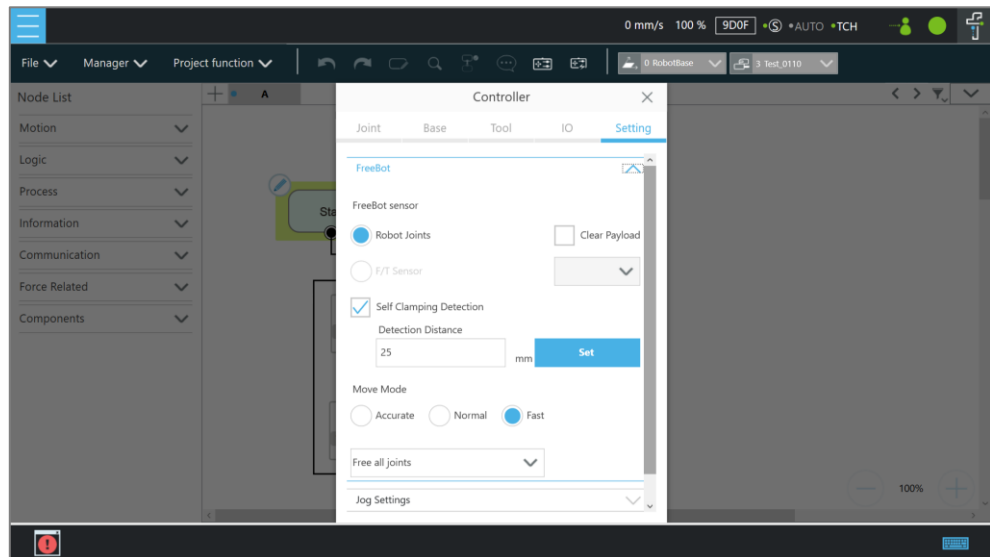 0 mm/s 100 % 9D0F •Ⓢ •AUTO •TCH
File Manager Project function 0 RobotBase 3 Test_0110
Node List
A
Motion
Logic
Process
Information
Communication
Force Related
Components
Sta
Controller
Joint Base Tool IO Setting
FreeBot
FreeBot sensor
Robot Joints Clear Payload
F/T Sensor
Self Clamping Detection
Detection Distance
25 mm Set
Move Mode
Accurate Normal Fast
Free all joints
Jog Settings
100%